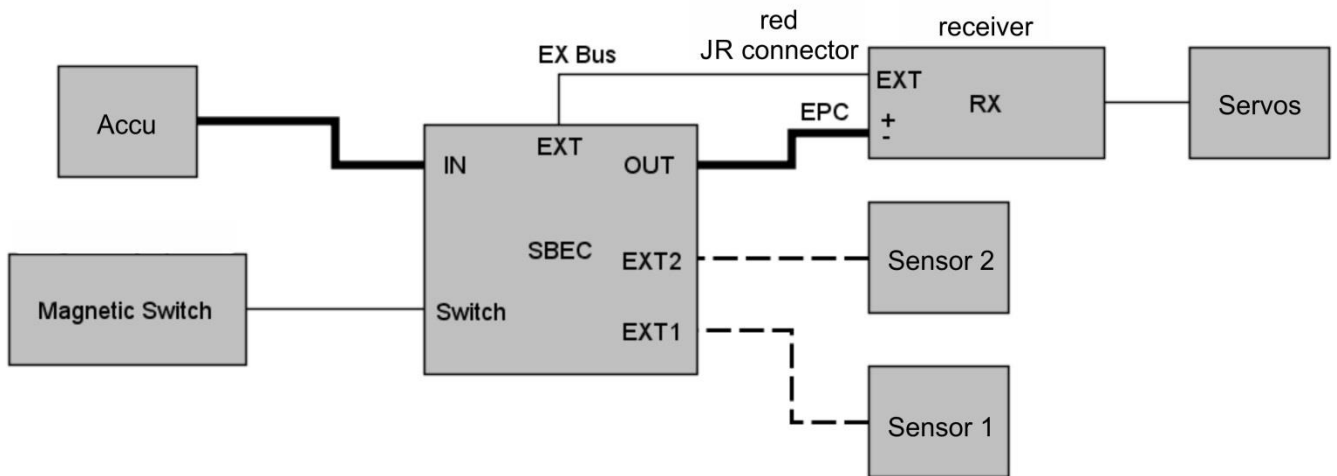 red
JR connector
receiver
EX Bus
EXT
RX
Servos
Accu
EPC
+
-
IN
EXT
OUT
SBEC
EXT2
Sensor 2
Magnetic Switch
Switch
EXT1
Sensor 1